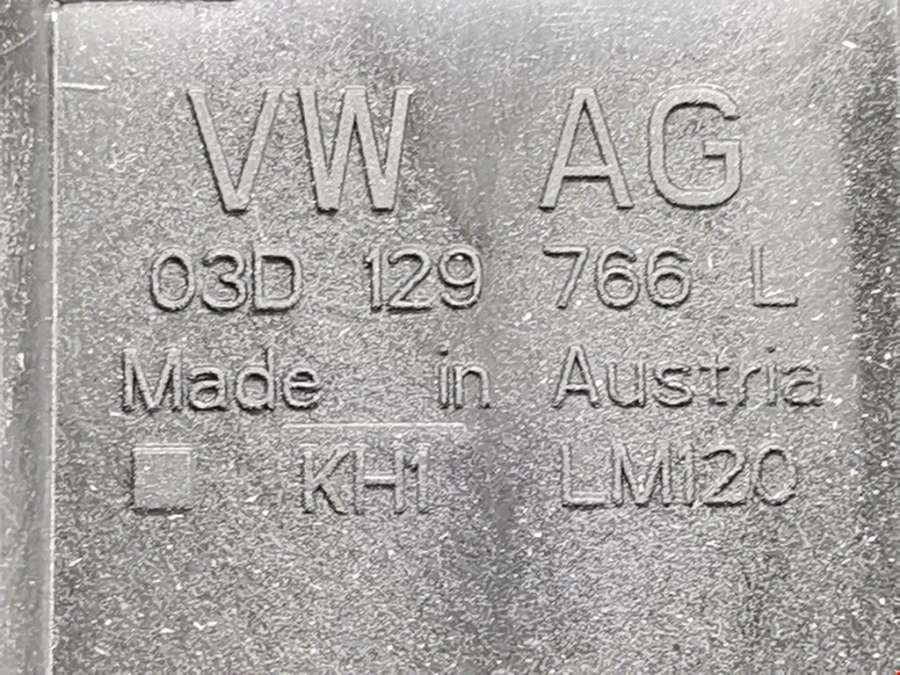 VW AG
03D 129 766 L
Made in Austria
KH1 LM120